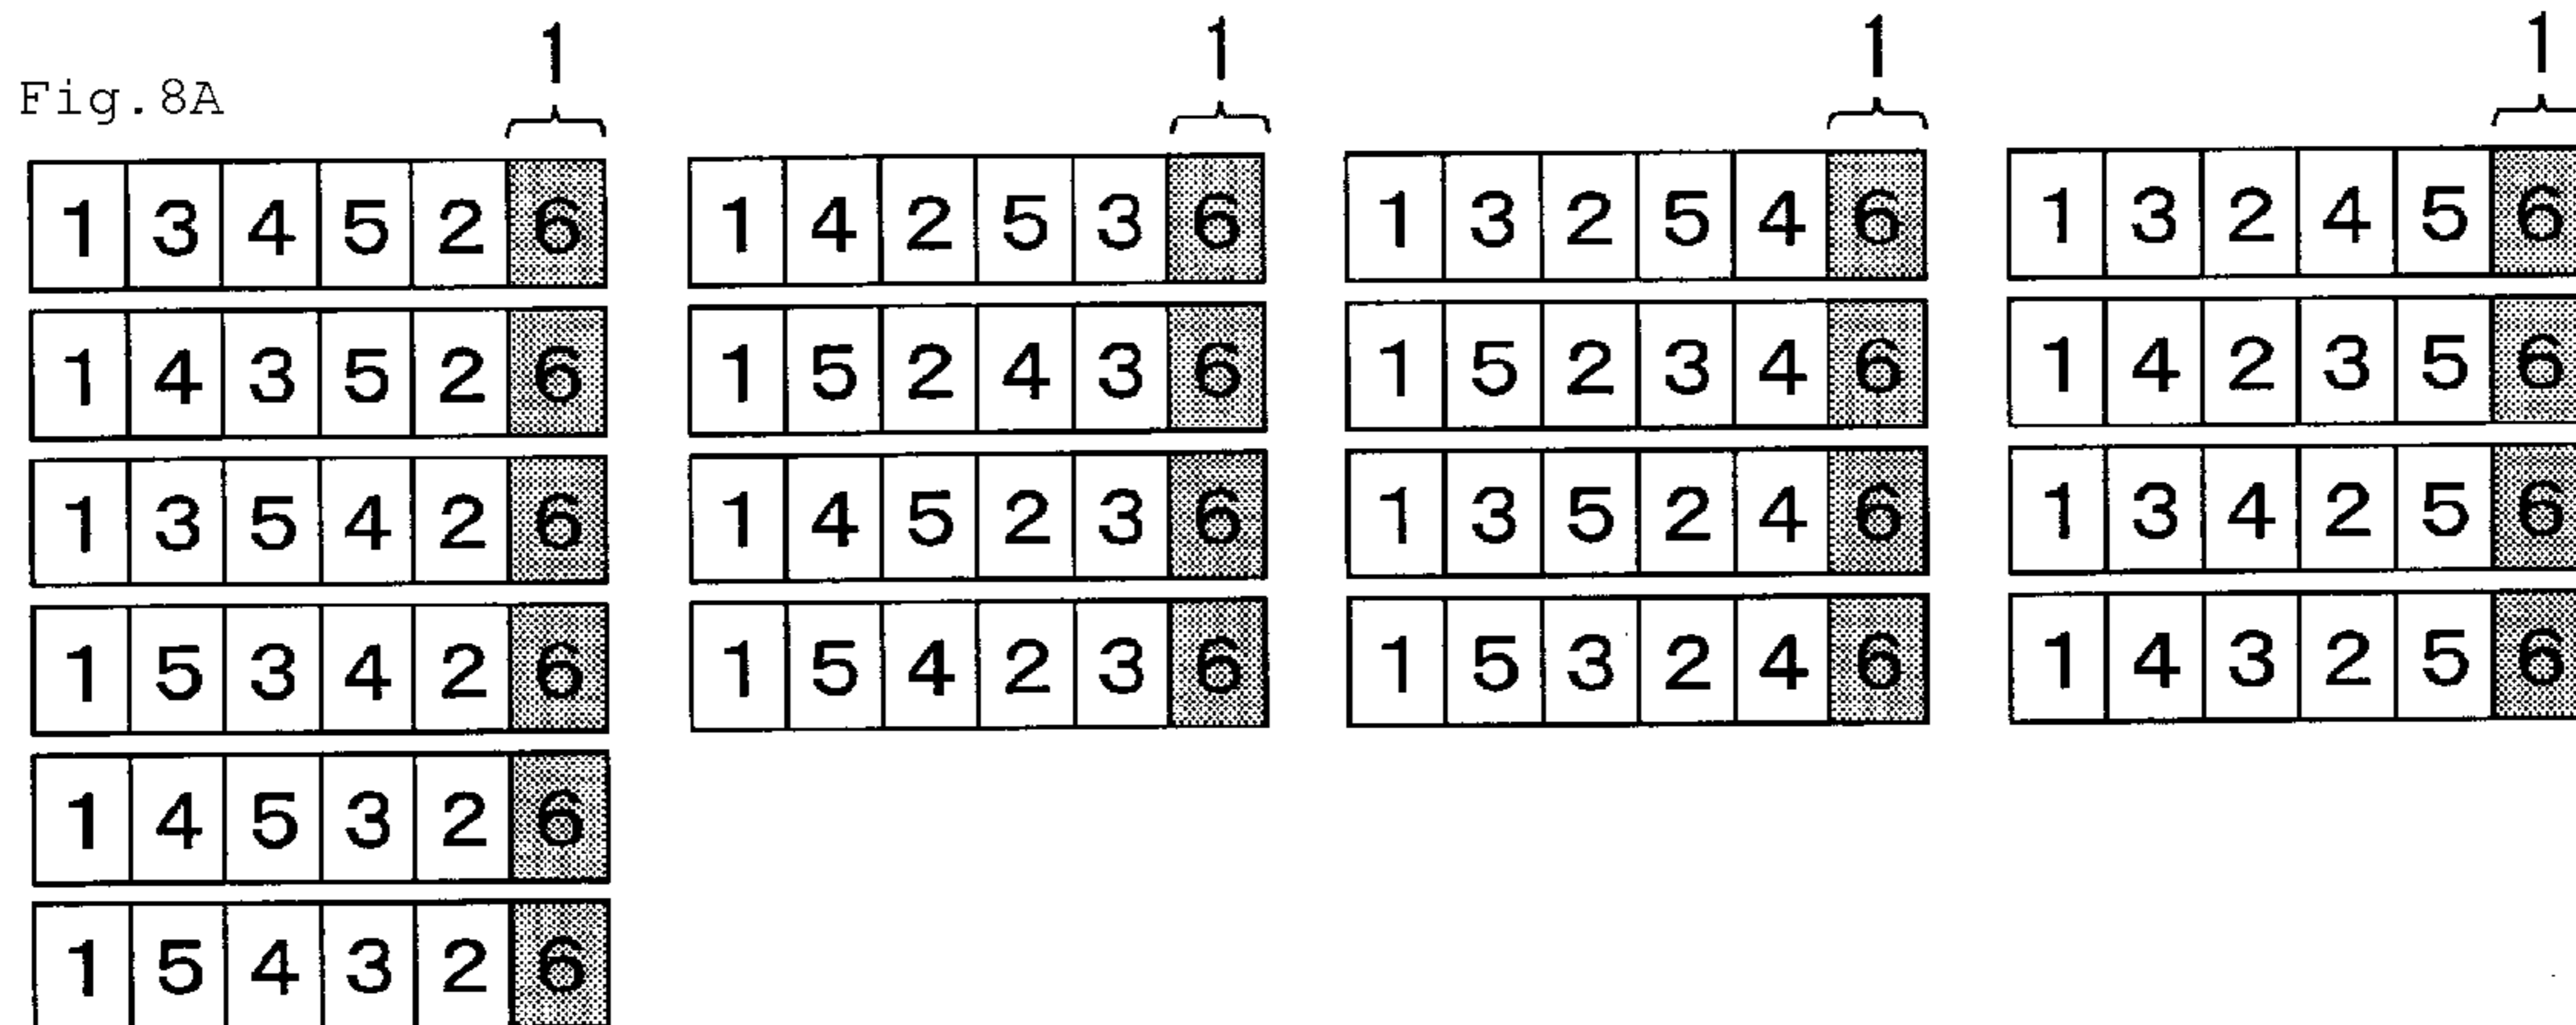 1 1 1 1
Fig.8A
1 3 4 5 2 6 1 4 2 5 3 6 1 3 2 5 4 6 1 3 2 4 5 6
1 4 3 5 2 6 1 5 2 4 3 6 1 5 2 3 4 6 1 4 2 3 5 6
1 3 5 4 2 6 1 4 5 2 3 6 1 3 5 2 4 6 1 3 4 2 5 6
1 5 3 4 2 6 1 5 4 2 3 6 1 5 3 2 4 6 1 4 3 2 5 6
1 4 5 3 2 6
1 5 4 3 2 6